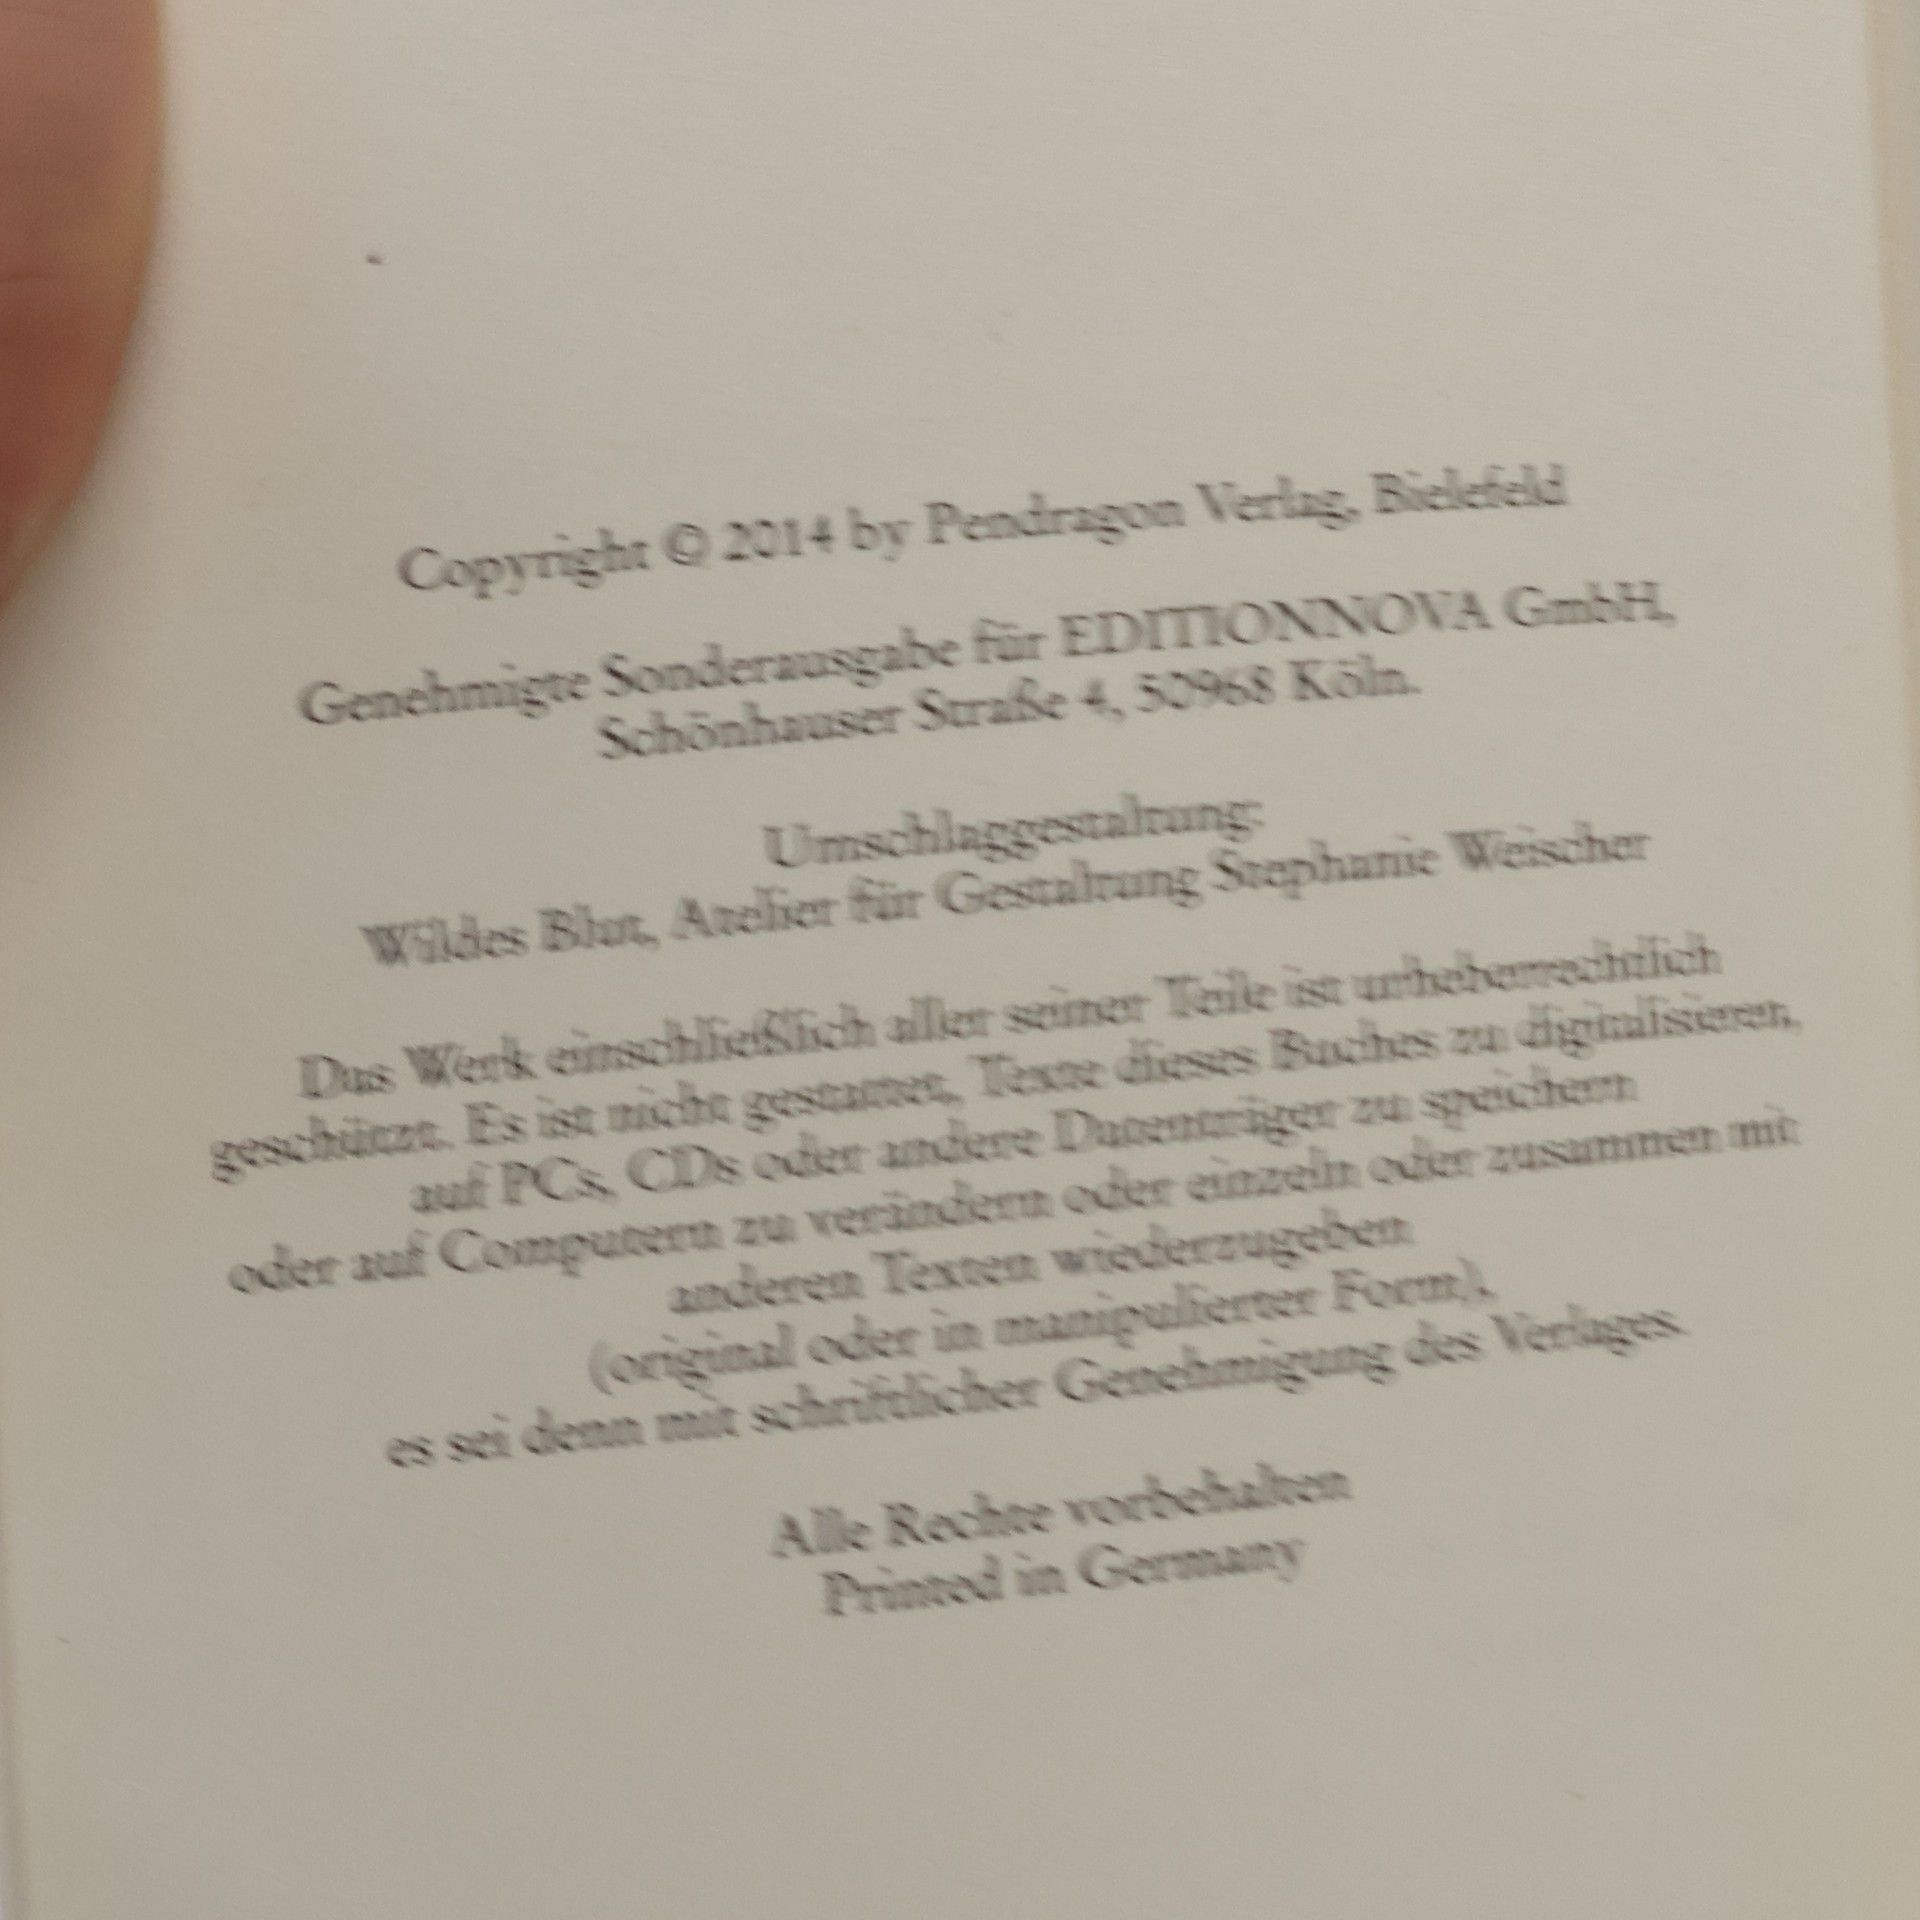 Copyright © 2014 by Pendragon Verlag, Bielefeld
Genehmigte Sonderausgabe für EDITIONNOVA GmbH,
Schönhauser Straße 4, 50968 Köln.
Umschlaggestaltung:
Wildes Blut, Atelier für Gestaltung Stephanie Weischer
Das Werk einschließlich aller seiner Teile ist urheberrechtlich
geschützt. Es ist nicht gestattet, Texte dieses Buches zu digitalisieren,
auf PCs, CDs oder andere Datenträger zu speichern
oder auf Computern zu verändern oder einzeln oder zusammen mit
anderen Texten wiederzugeben
(original oder in manipulierter Form),
es sei denn mit schriftlicher Genehmigung des Verlages.
Alle Rechte vorbehalten
Printed in Germany